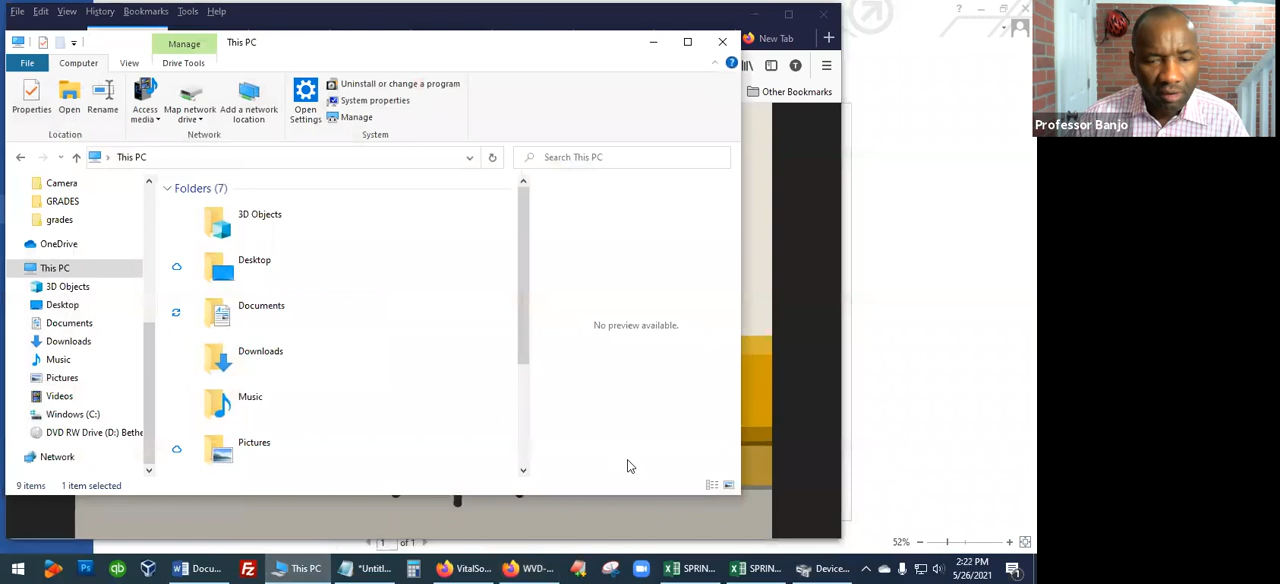 File Edit View History Bookmarks Tools Help
Manage This PC
New Tab
File Computer View Drive Tools
Other Bookmarks
Properties Open Rename Access media Map network drive Add a network location Open Settings Uninstall or change a program
System properties
Manage
Location Network System
This PC
Search This PC
Professor Banjo
Camera
GRADES
grades
OneDrive
This PC
3D Objects
Desktop
Documents
Downloads
Music
Pictures
Videos
Windows (C:)
DVD RW Drive (D:) Bethe
Network
Folders (7)
3D Objects
Desktop
Documents
Downloads
Music
Pictures
No preview available.
9 items 1 item selected
1 of 1
52%
Docu... This PC *Untitl... VitalSo... WVD-... SPRIN... SPRIN... Device...
2:22 PM
5/26/2021
1